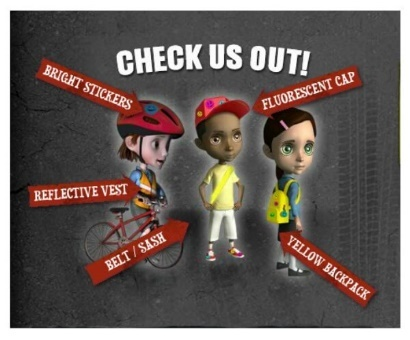 CHECK US OUT!
BRIGHT STICKERS
FLUORESCENT CAP
REFLECTIVE VEST
BELT / SASH
YELLOW BACKPACK